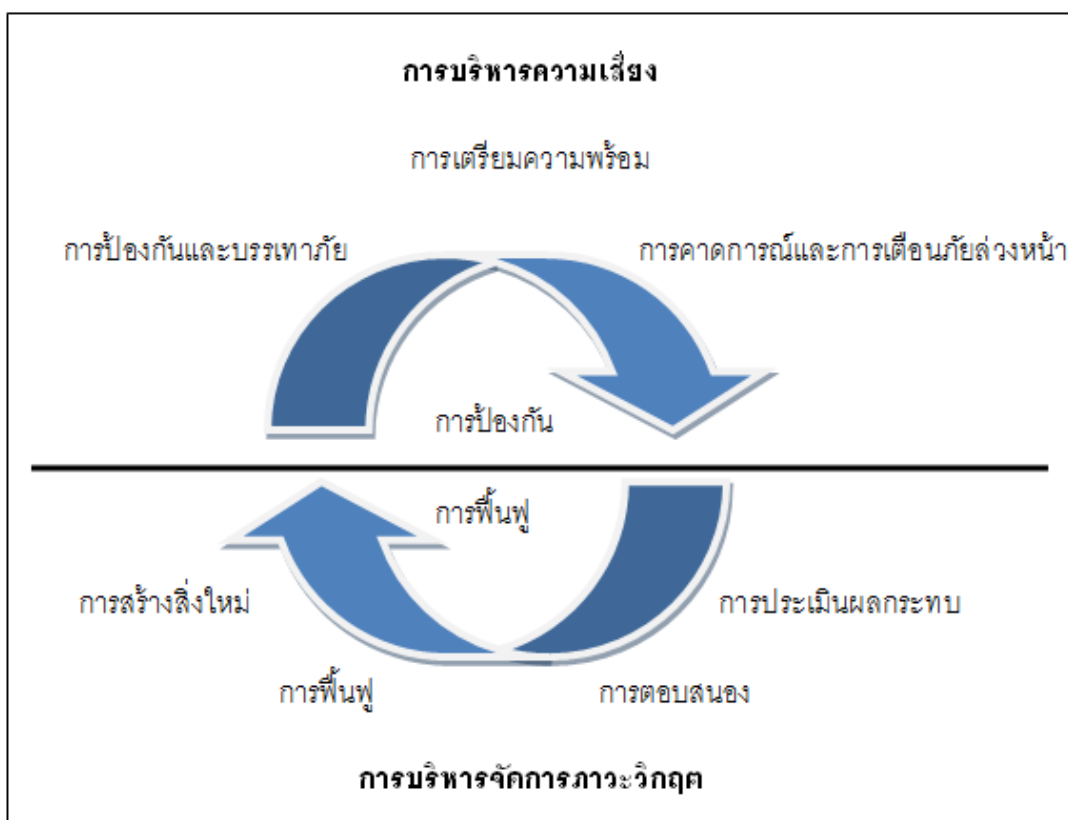 การบริหารความเสี่ยง
การเตรียมความพร้อม
การป้องกันและบรรเทาภัย
การคาดการณ์และการเตือนภัยล่วงหน้า
การป้องกัน
การฟื้นฟู
การสร้างสิ่งใหม่
การประเมินผลกระทบ
การฟื้นฟู
การตอบสนอง
การบริหารจัดการภาวะวิกฤต